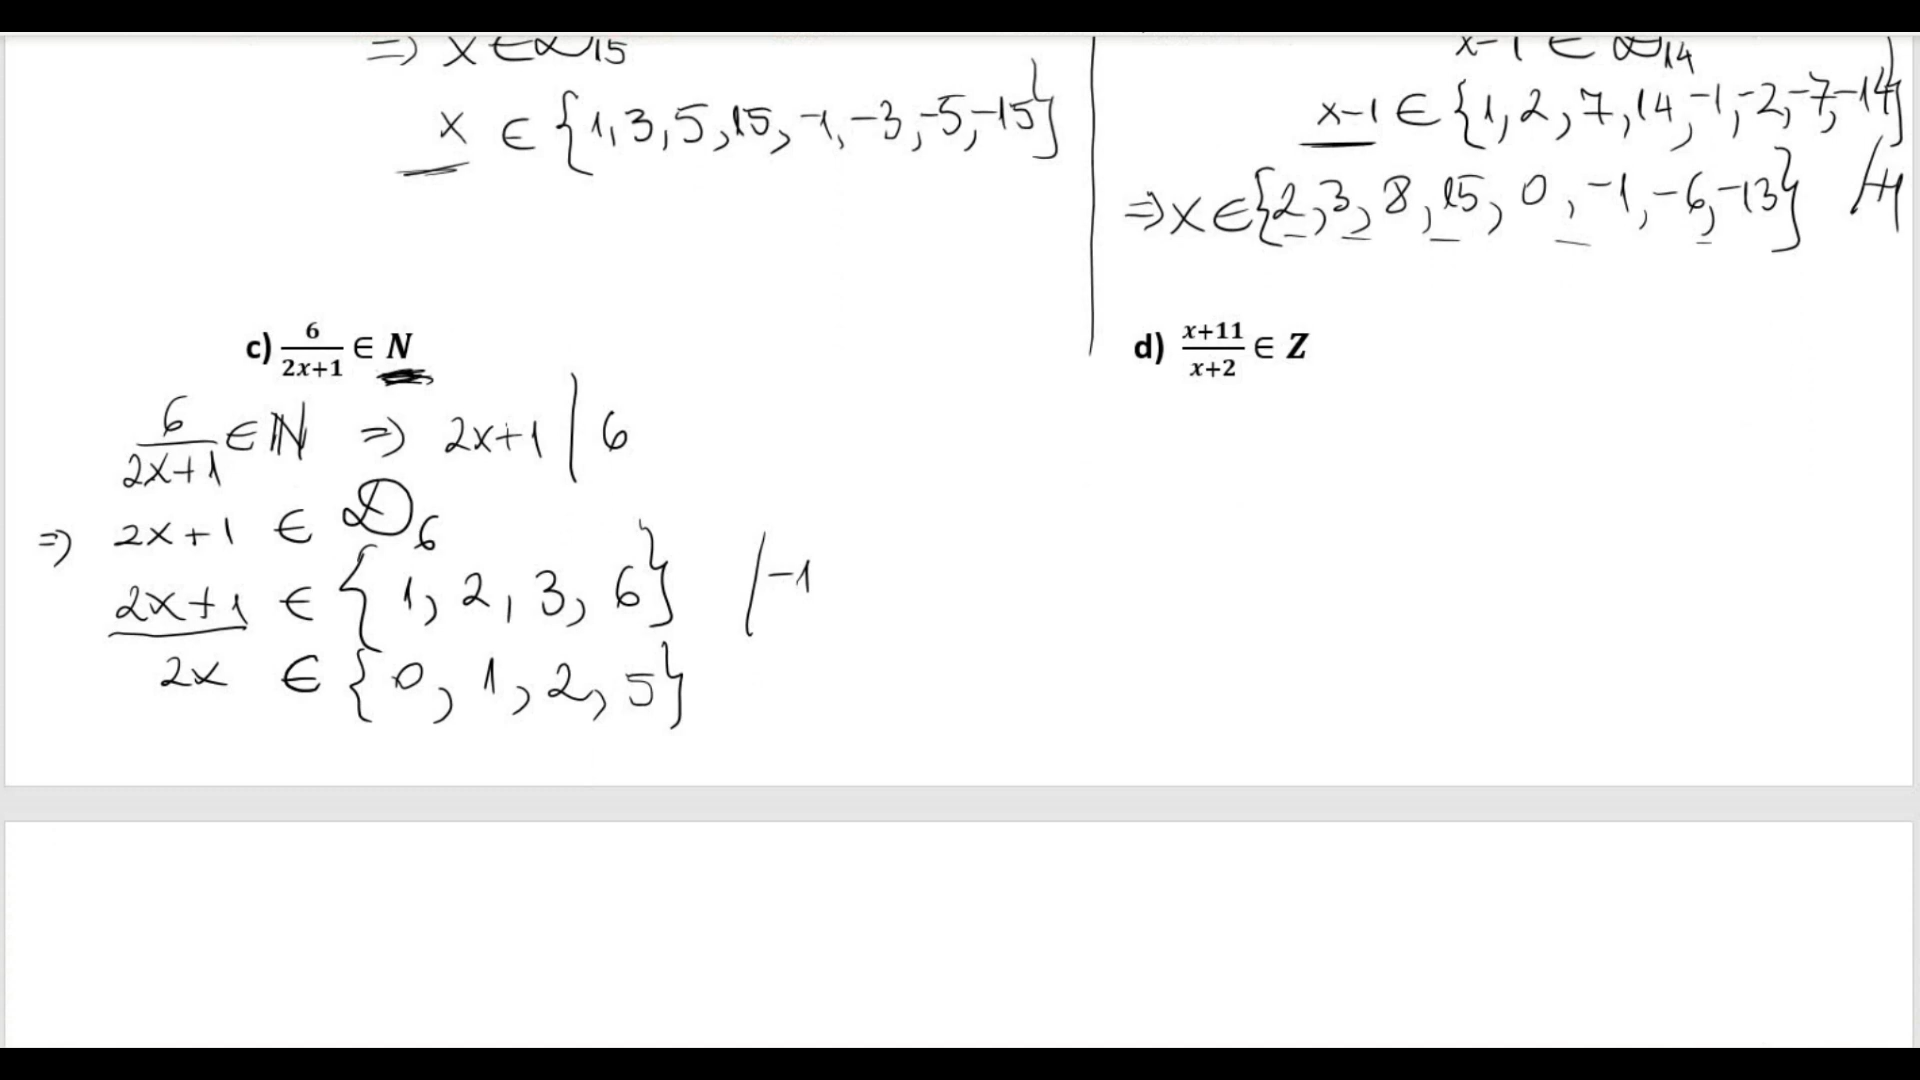 => x ∈ D15
x ∈ {1, 3, 5, 15, -1, -3, -5, -15}
x-1 ∈ D14
x-1 ∈ {1, 2, 7, 14, -1, -2, -7, -14}
=> x ∈ {2, 3, 8, 15, 0, -1, -6, -13} /+1
c) 6/(2x+1) ∈ N
6/(2x+1) ∈ ℕ => 2x+1 | 6
=> 2x+1 ∈ D6
2x+1 ∈ {1, 2, 3, 6} /-1
2x ∈ {0, 1, 2, 5}
d) (x+11)/(x+2) ∈ Z